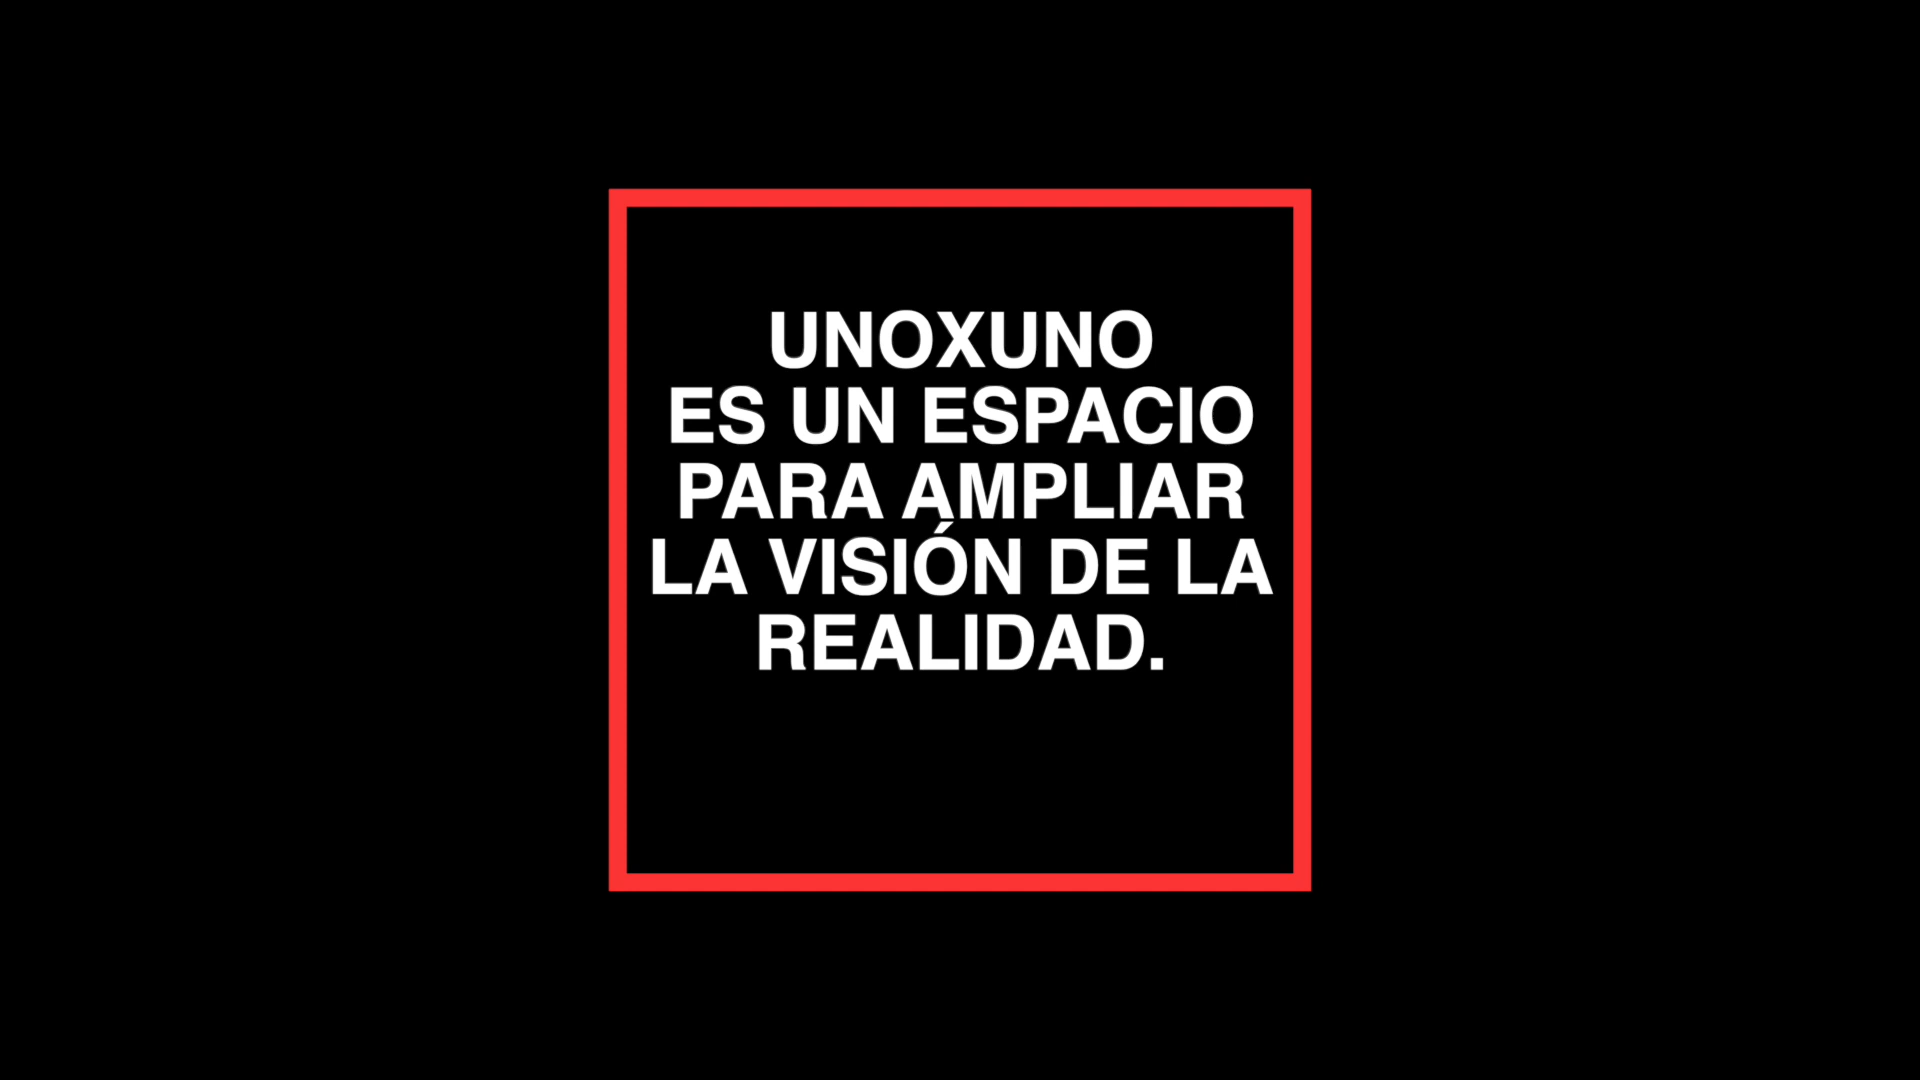 UNOXUNO
ES UN ESPACIO
PARA AMPLIAR
LA VISIÓN DE LA
REALIDAD.